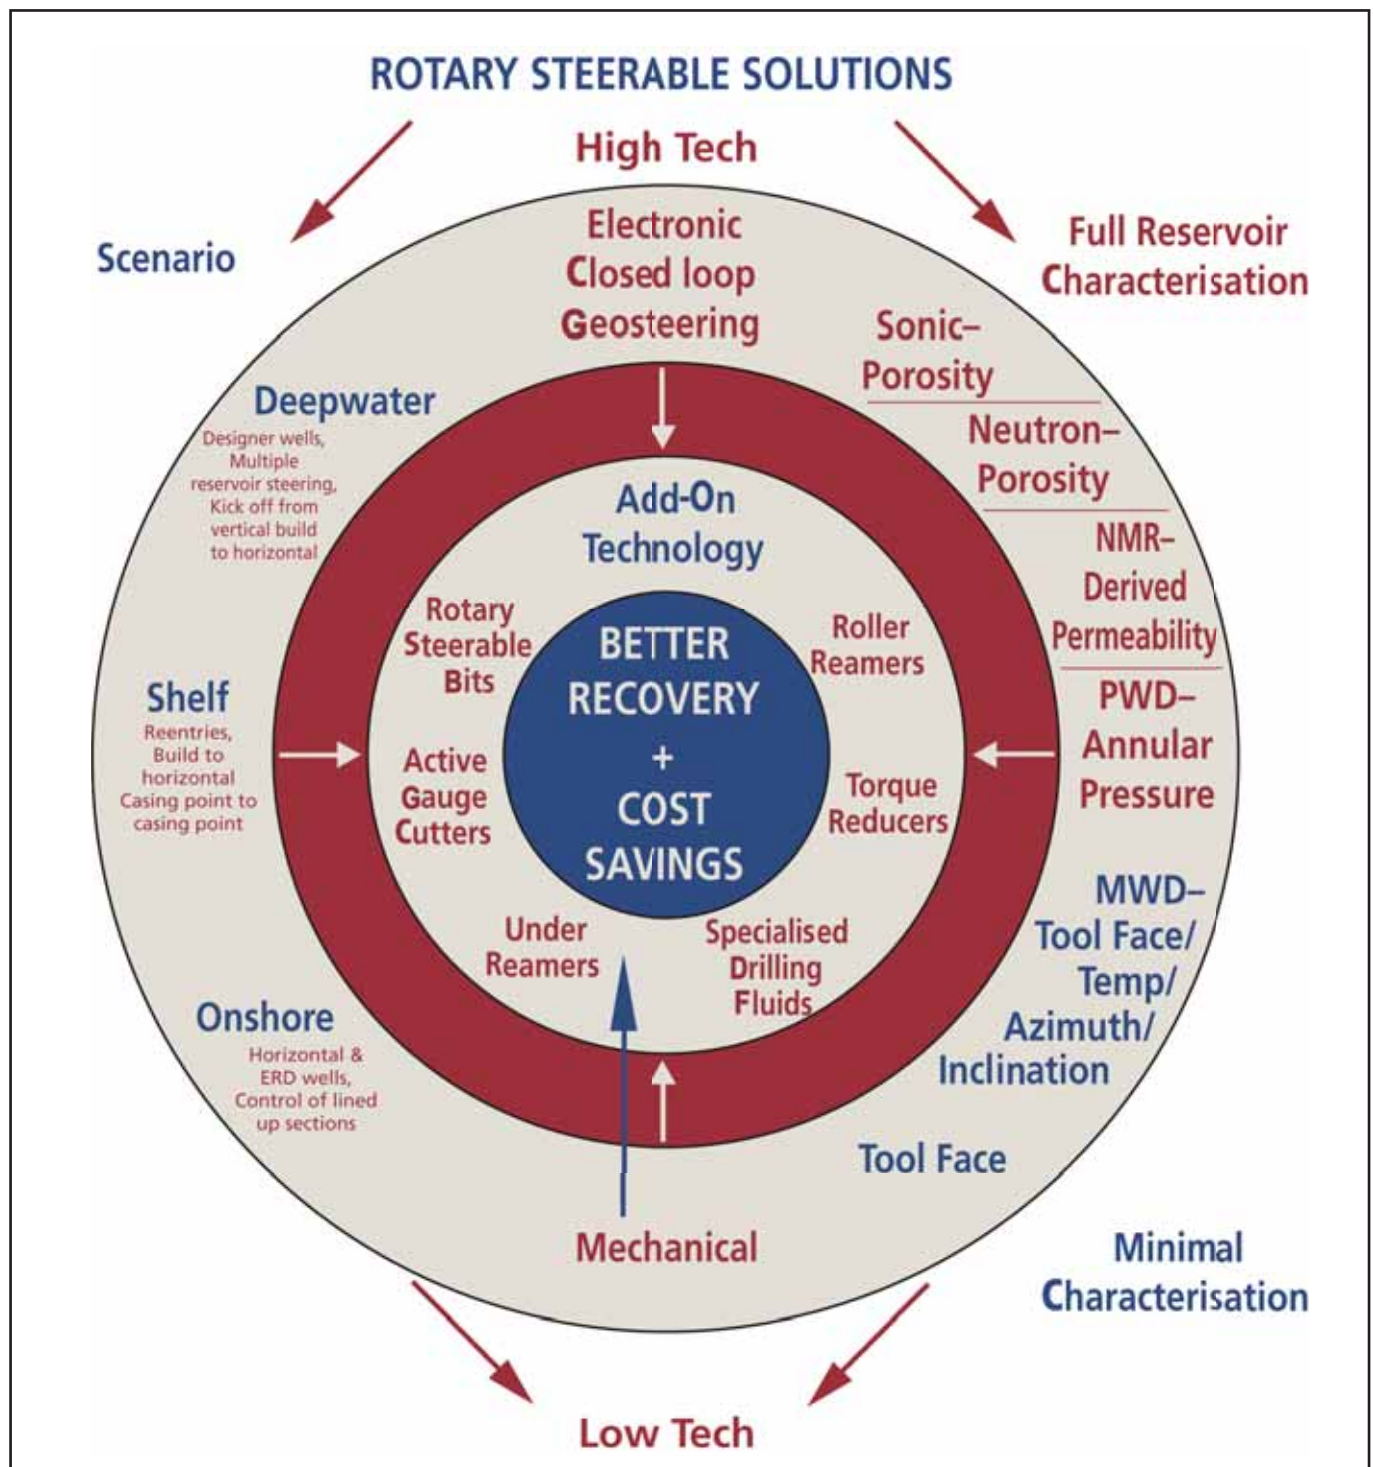 ROTARY STEERABLE SOLUTIONS
High Tech
Scenario
Full Reservoir
Characterisation
Electronic
Closed loop
Geosteering
Sonic–
Porosity
Neutron–
Porosity
NMR–
Derived
Permeability
PWD–
Annular
Pressure
MWD–
Tool Face/
Temp/
Azimuth/
Inclination
Tool Face
Deepwater
Designer wells,
Multiple
reservoir steering,
Kick off from
vertical build
to horizontal
Shelf
Reentries,
Build to
horizontal
Casing point to
casing point
Onshore
Horizontal &
ERD wells,
Control of lined
up sections
Add-On
Technology
Rotary
Steerable
Bits
Roller
Reamers
Active
Gauge
Cutters
Torque
Reducers
Under
Reamers
Specialised
Drilling
Fluids
BETTER
RECOVERY
+
COST
SAVINGS
Mechanical
Minimal
Characterisation
Low Tech